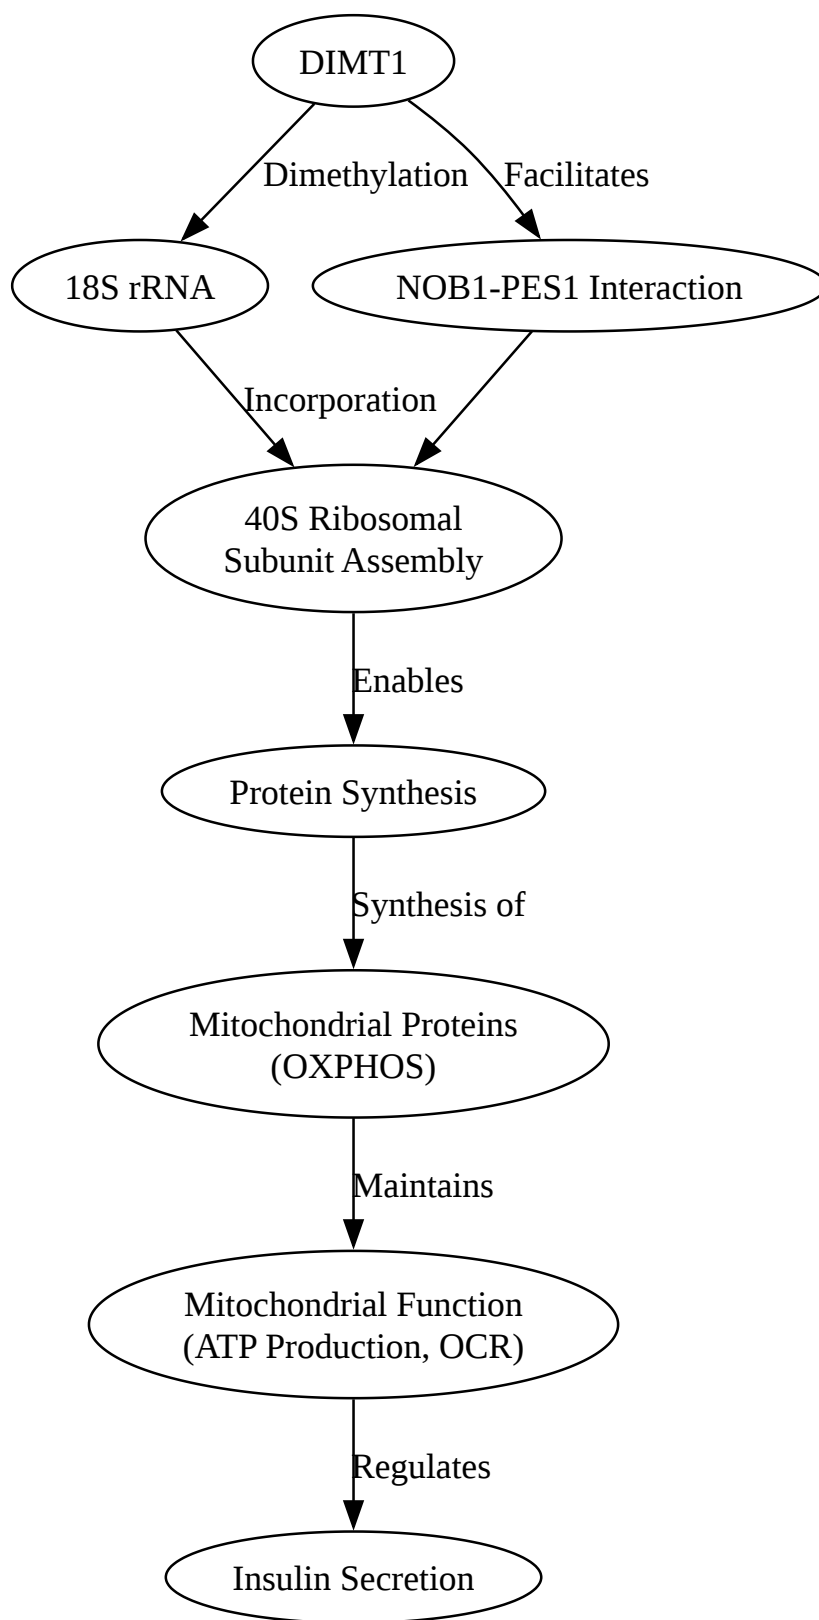 DIMT1
Dimethylation
Facilitates
18S rRNA
NOB1-PES1 Interaction
Incorporation
40S Ribosomal
Subunit Assembly
Enables
Protein Synthesis
Synthesis of
Mitochondrial Proteins
(OXPHOS)
Maintains
Mitochondrial Function
(ATP Production, OCR)
Regulates
Insulin Secretion